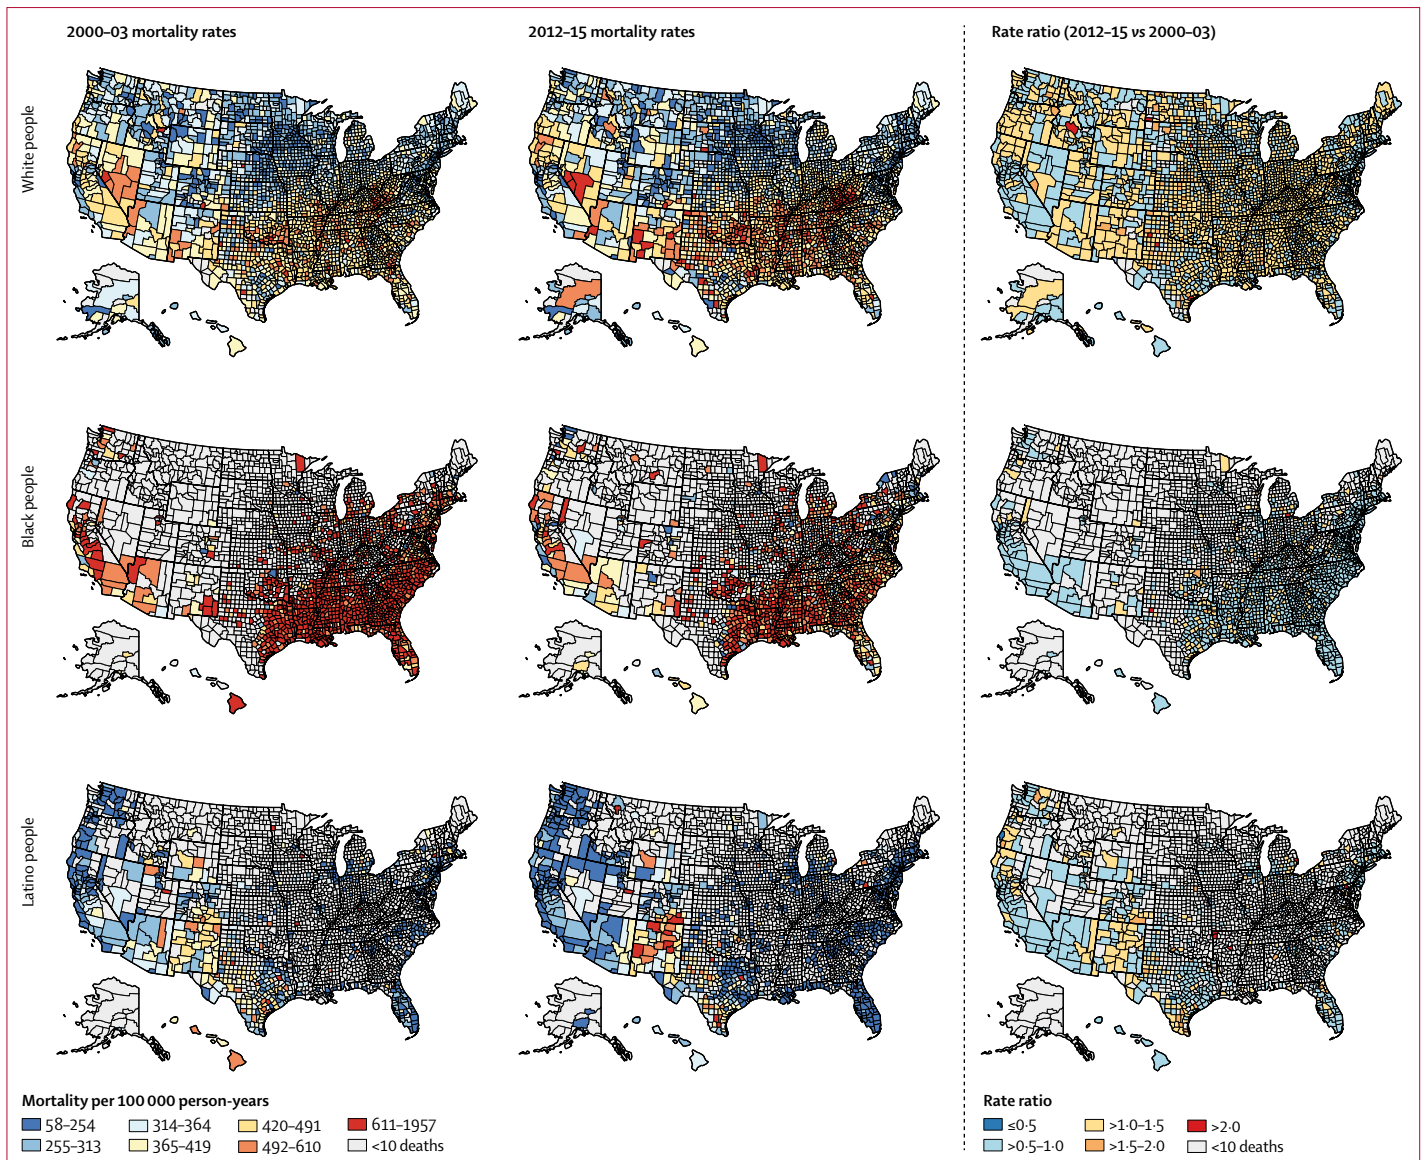 2000–03 mortality rates
2012–15 mortality rates
Rate ratio (2012–15 vs 2000–03)
White people
Black people
Latino people
Mortality per 100 000 person-years
58–254
314–364
420–491
611–1957
255–313
365–419
492–610
<10 deaths
Rate ratio
≤0·5
>1·0–1·5
>2·0
>0·5–1·0
>1·5–2·0
<10 deaths